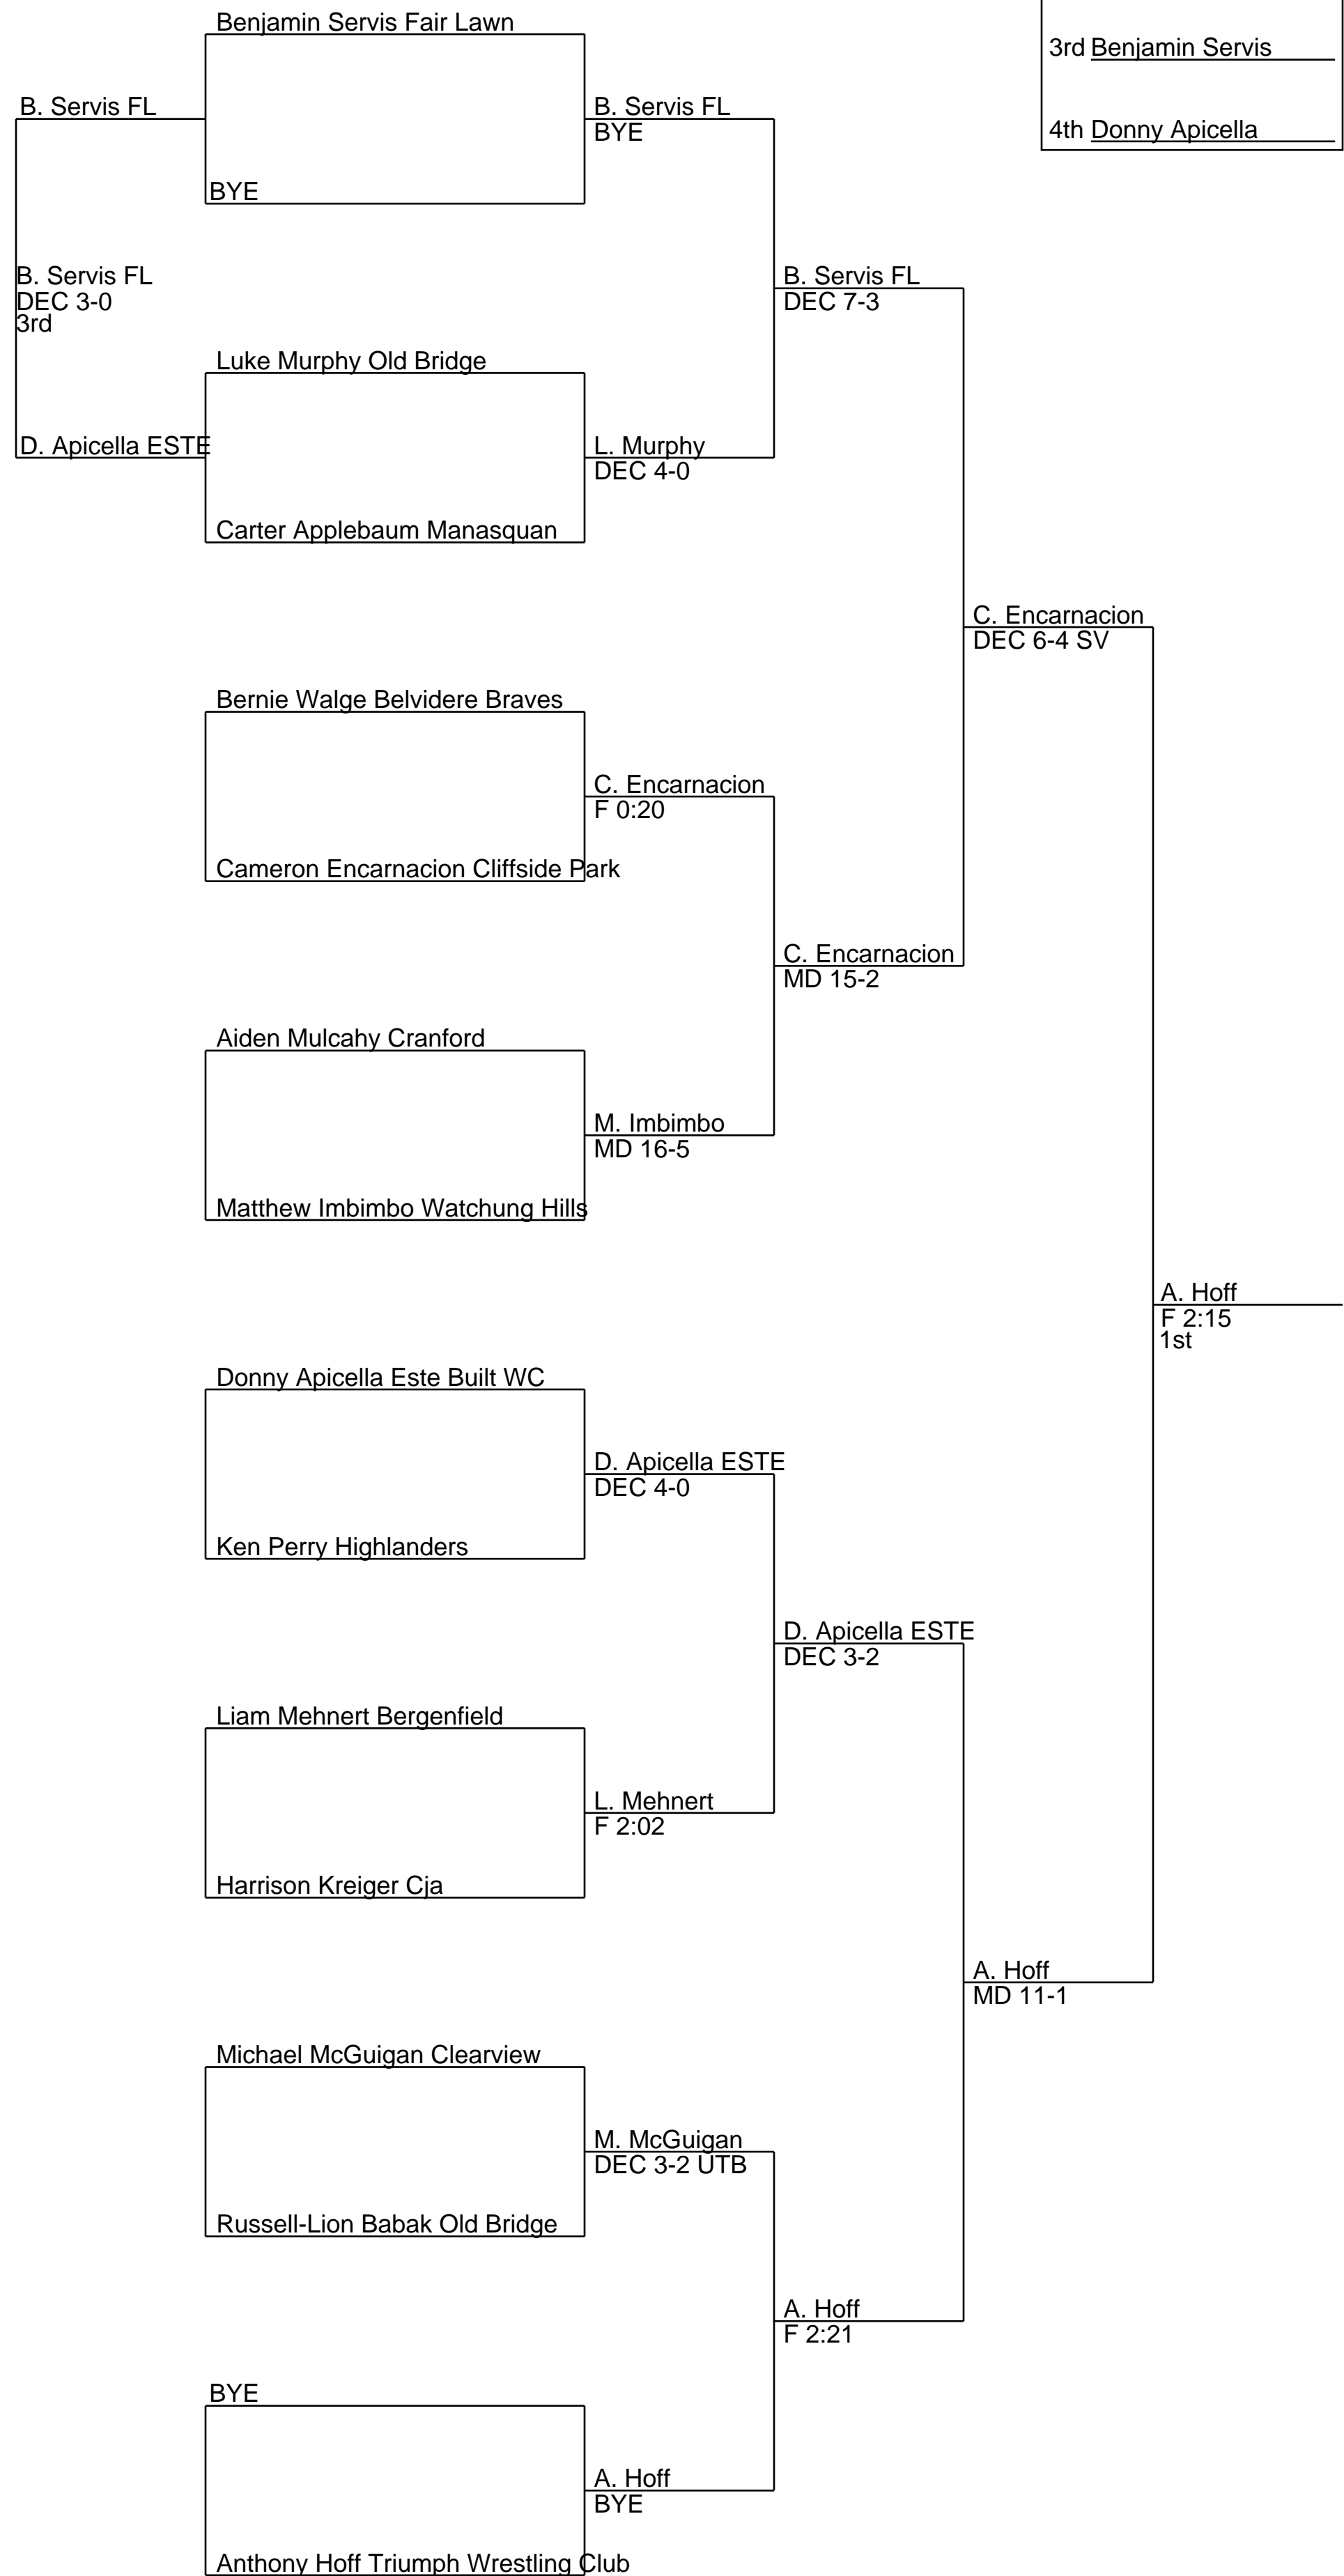 Benjamin Servis Fair Lawn
3rd Benjamin Servis
B. Servis FL
B. Servis FL
BYE
4th Donny Apicella
BYE
B. Servis FL
DEC 3-0
3rd
B. Servis FL
DEC 7-3
Luke Murphy Old Bridge
D. Apicella ESTE
L. Murphy
DEC 4-0
Carter Applebaum Manasquan
C. Encarnacion
DEC 6-4 SV
Bernie Walge Belvidere Braves
C. Encarnacion
F 0:20
Cameron Encarnacion Cliffside Park
C. Encarnacion
MD 15-2
Aiden Mulcahy Cranford
M. Imbimbo
MD 16-5
Matthew Imbimbo Watchung Hills
A. Hoff
F 2:15
1st
Donny Apicella Este Built WC
D. Apicella ESTE
DEC 4-0
Ken Perry Highlanders
D. Apicella ESTE
DEC 3-2
Liam Mehnert Bergenfield
L. Mehnert
F 2:02
Harrison Kreiger Cja
A. Hoff
MD 11-1
Michael McGuigan Clearview
M. McGuigan
DEC 3-2 UTB
Russell-Lion Babak Old Bridge
A. Hoff
F 2:21
BYE
A. Hoff
BYE
Anthony Hoff Triumph Wrestling Club